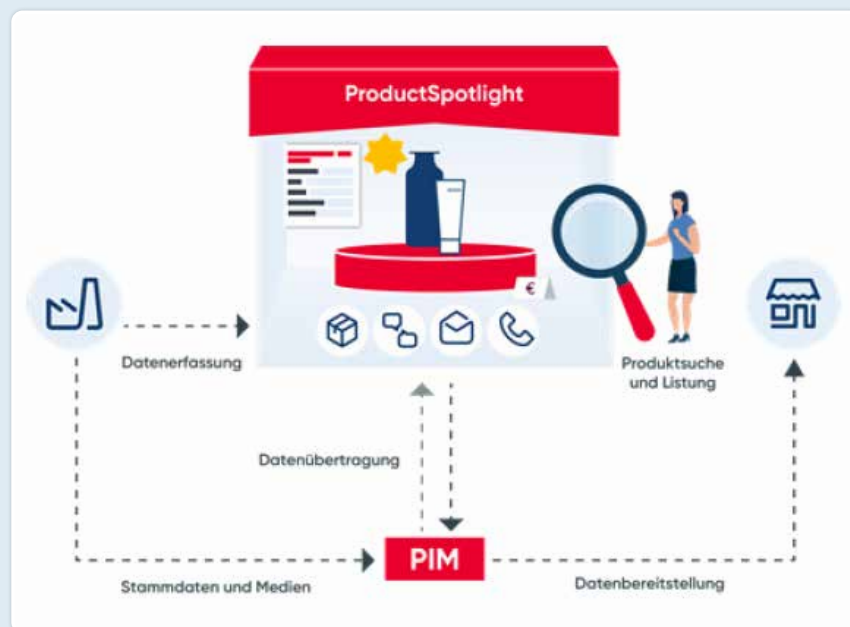 ProductSpotlight
€
Datenerfassung
Produktsuche
und Listung
Datenübertragung
PIM
Stammdaten und Medien
Datenbereitstellung